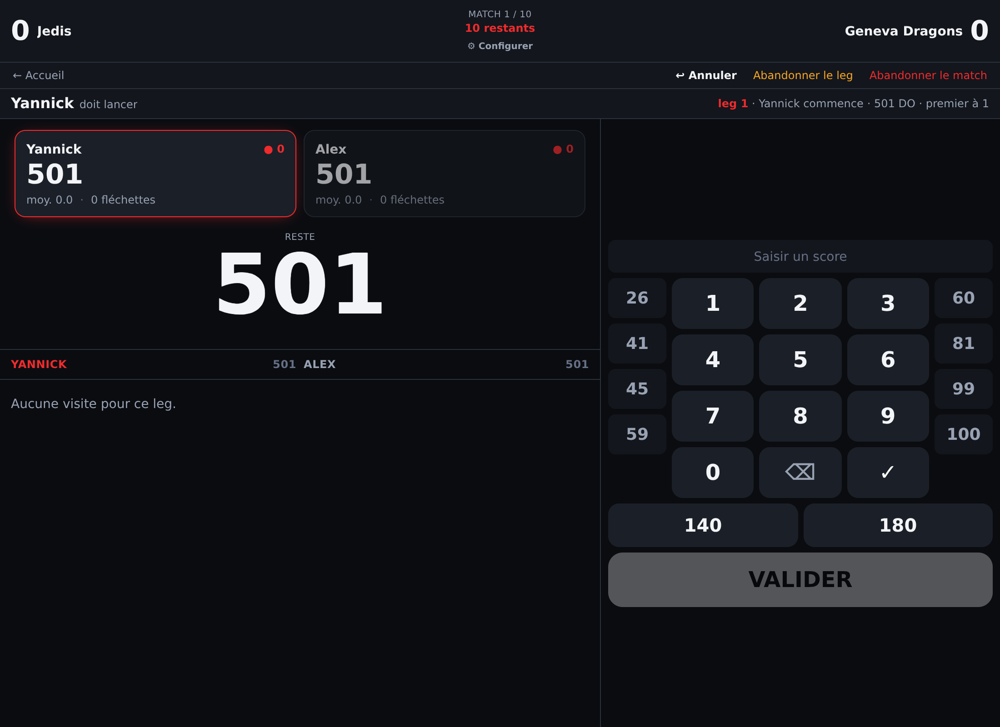 0 Jedis
MATCH 1 / 10
10 restants
⚙ Configurer
Geneva Dragons 0
← Accueil
↩ Annuler Abandonner le leg Abandonner le match
Yannick doit lancer
leg 1 · Yannick commence · 501 DO · premier à 1
Yannick ● 0
501
moy. 0.0 · 0 fléchettes
Alex ● 0
501
moy. 0.0 · 0 fléchettes
RESTE
501
YANNICK 501 ALEX 501
Aucune visite pour ce leg.
Saisir un score
26 1 2 3 60
41 4 5 6 81
45 7 8 9 99
59 100
0 ⌫ ✓
140 180
VALIDER